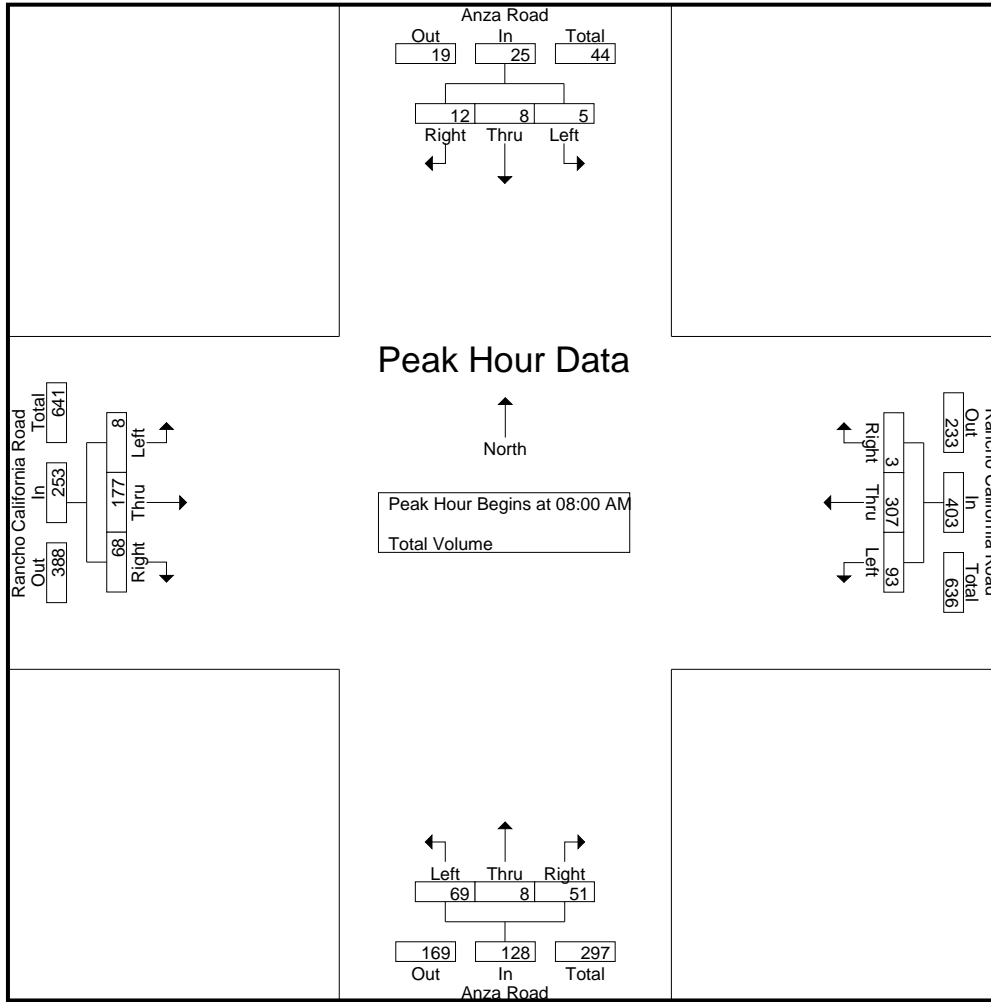 Anza Road
Out In Total
19 25 44
12 8 5
Right Thru Left
Peak Hour Data
North
Peak Hour Begins at 08:00 AM
Total Volume
Rancho California Road
Total In Out
641 253 388
8 177 68
Left Thru Right
Rancho California Road
Out In Total
233 403 636
3 307 93
Right Thru Left
Left Thru Right
69 8 51
169 128 297
Out In Total
Anza Road